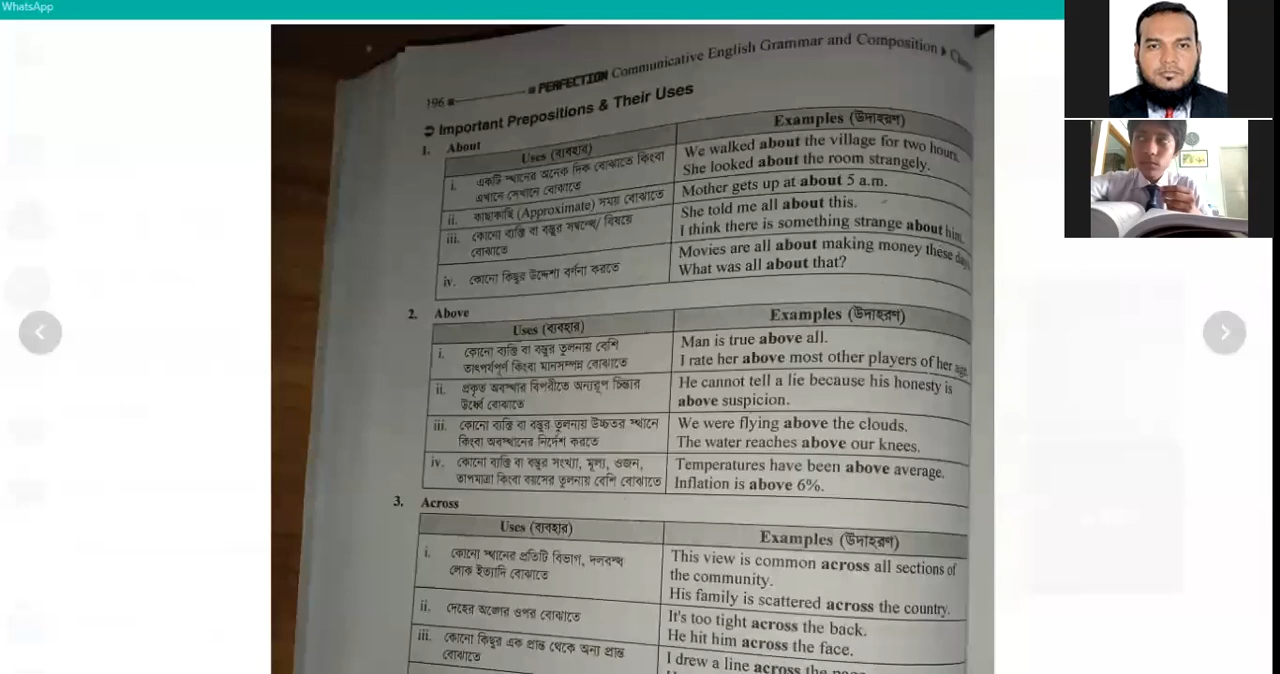 WhatsApp
196 PERFECTION Communicative English Grammar and Composition
Important Prepositions & Their Uses
1. About
Uses (ব্যবহার) Examples (উদাহরণ)
i. একটি স্থানের অনেক দিক বোঝাতে কিংবা We walked about the village for two hours.
এখানে সেখানে বোঝাতে She looked about the room strangely.
ii. কাছাকাছি (Approximate) সময় বোঝাতে Mother gets up at about 5 a.m.
iii. কোনো ব্যক্তি বা বস্তুর সম্বন্ধে/ বিষয়ে She told me all about this.
বোঝাতে I think there is something strange about him.
iv. কোনো কিছুর উদ্দেশ্য বর্ণনা করতে Movies are all about making money these
What was all about that?
2. Above
Uses (ব্যবহার) Examples (উদাহরণ)
i. কোনো ব্যক্তি বা বস্তুর তুলনায় বেশি Man is true above all.
তাৎপর্যপূর্ণ কিংবা মানসম্পন্ন বোঝাতে I rate her above most other players of her age.
ii. প্রকৃত অবস্থার বিপরীতে অন্যরূপ চিন্তার He cannot tell a lie because his honesty is
উর্ধ্বে বোঝাতে above suspicion.
iii. কোনো ব্যক্তি বা বস্তুর তুলনায় উচ্চতর স্থানে We were flying above the clouds.
কিংবা অবস্থানের নির্দেশ করতে The water reaches above our knees.
iv. কোনো ব্যক্তি বা বস্তুর সংখ্যা, মূল্য, ওজন, Temperatures have been above average.
তাপমাত্রা কিংবা বয়সের তুলনায় বেশি বোঝাতে Inflation is above 6%.
3. Across
Uses (ব্যবহার) Examples (উদাহরণ)
i. কোনো স্থানের প্রতিটি বিভাগ, দলবদ্ধ This view is common across all sections of
লোক ইত্যাদি বোঝাতে the community.
His family is scattered across the country.
ii. দেহের অঙ্গের ওপর বোঝাতে It's too tight across the back.
He hit him across the face.
iii. কোনো কিছুর এক প্রান্ত থেকে অন্য প্রান্ত I drew a line across the
বোঝাতে